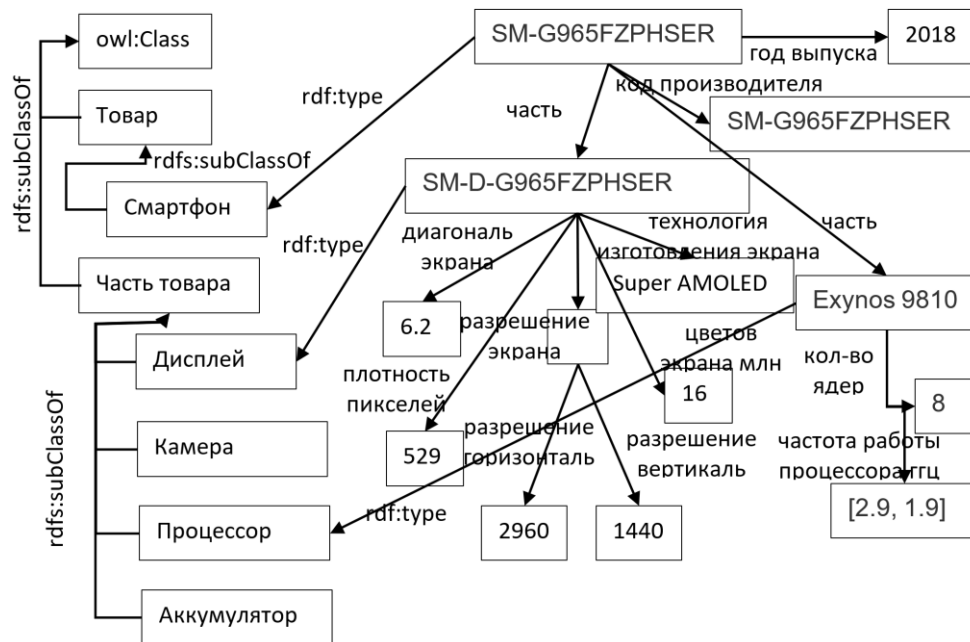 owl:Class
SM-G965FZPHSER
2018
год выпуска
rdf:type
код производителя
Товар
часть
SM-G965FZPHSER
rdfs:subClassOf
rdfs:subClassOf
SM-D-G965FZPHSER
Смартфон
rdf:type
диагональ
экрана
технология
изготовления экрана
часть
Часть товара
Super AMOLED
Exynos 9810
6.2
разрешение
экрана
цветов
экрана млн
кол-во
ядер
Дисплей
плотность
пикселей
16
8
rdfs:subClassOf
Камера
529
разрешение
горизонталь
разрешение
вертикаль
частота работы
процессора ггц
Процессор
rdf:type
2960
1440
[2.9, 1.9]
Аккумулятор